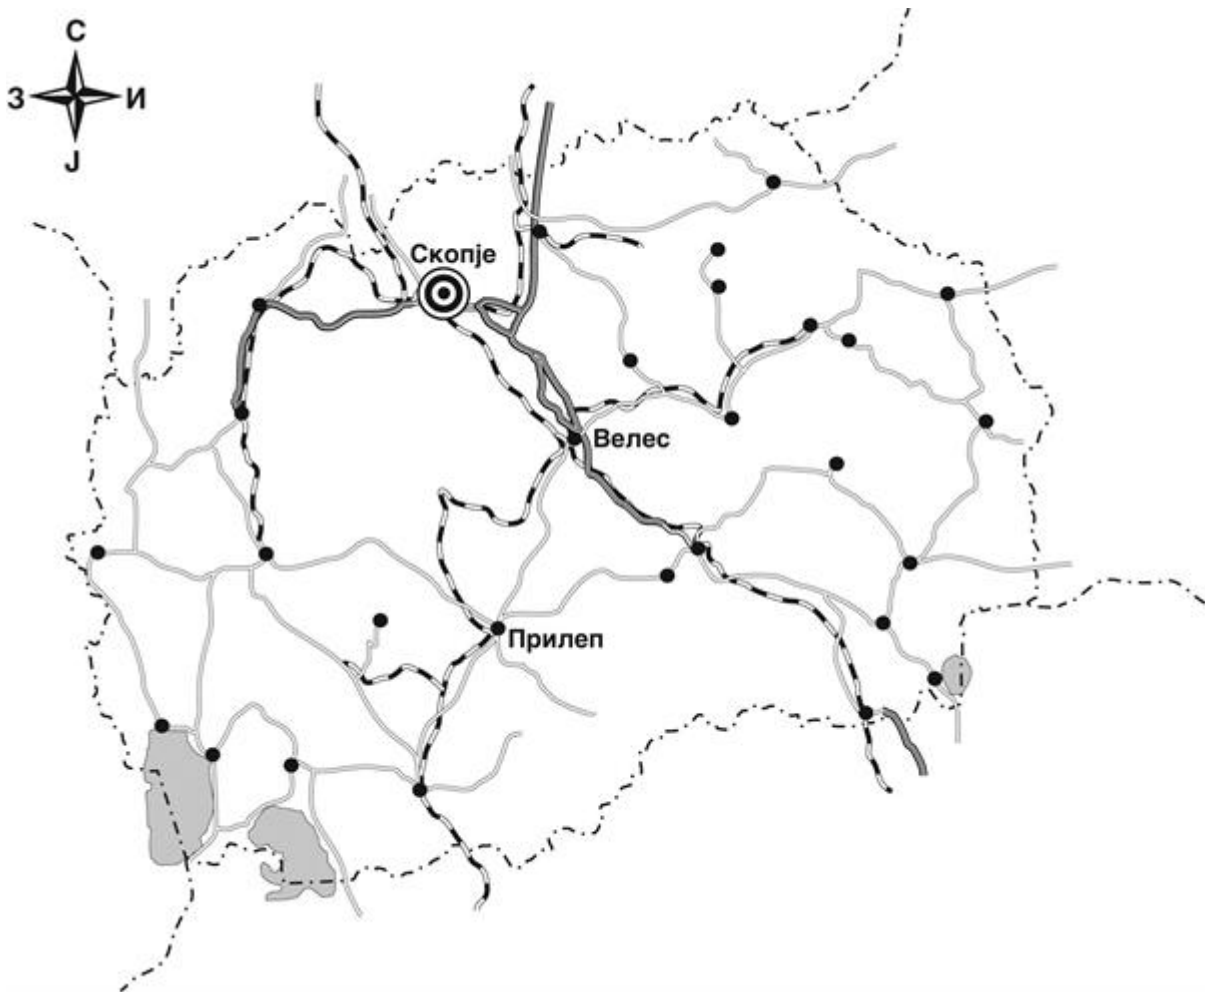 С
З И
Ј
Скопје
Велес
Прилеп